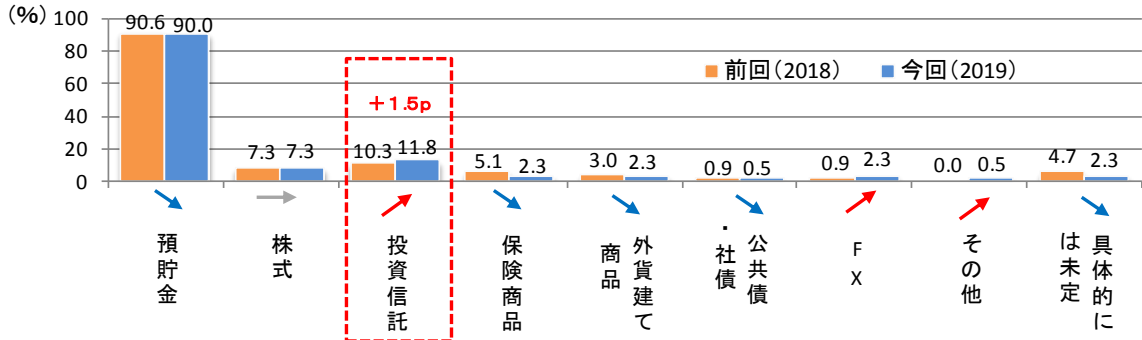 (%)
100
80
60
40
20
0
90.6 90.0
7.3 7.3
10.3 11.8
5.1 2.3
3.0 2.3
0.9 0.5
0.9 2.3
0.0 0.5
4.7 2.3
+1.5p
前回(2018) 今回(2019)
預貯金
株式
投資信託
保険商品
外貨建て
商品
公共債
・社債
FX
その他
具体的に
は未定